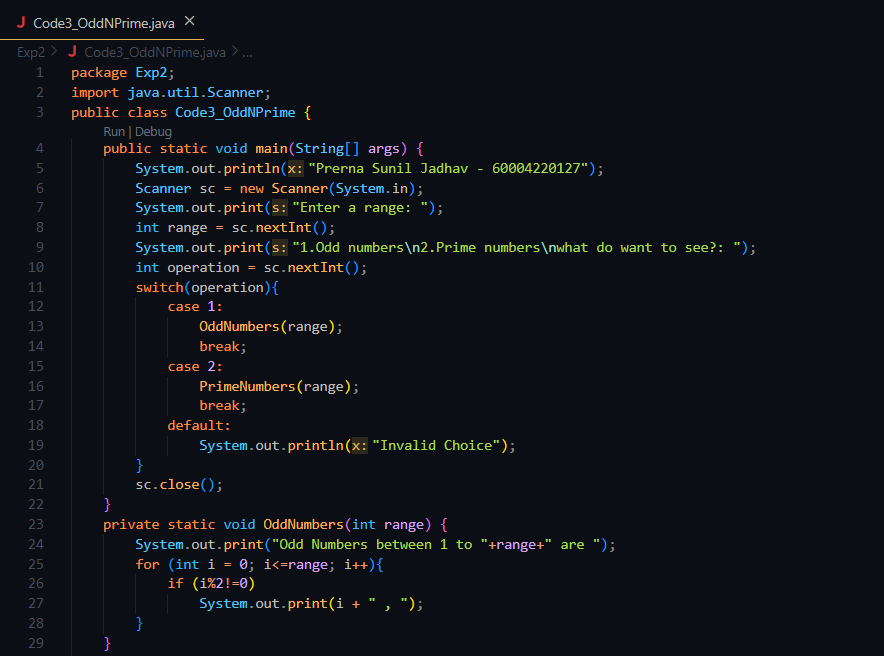 J Code3_OddNPrime.java ×
Exp2 > J Code3_OddNPrime.java > ...
1 package Exp2;
2 import java.util.Scanner;
3 public class Code3_OddNPrime {
Run | Debug
4 public static void main(String[] args) {
5 System.out.println(x: "Prerna Sunil Jadhav - 60004220127");
6 Scanner sc = new Scanner(System.in);
7 System.out.print(s: "Enter a range: ");
8 int range = sc.nextInt();
9 System.out.print(s: "1.Odd numbers\n2.Prime numbers\nwhat do want to see?: ");
10 int operation = sc.nextInt();
11 switch(operation){
12 case 1:
13 OddNumbers(range);
14 break;
15 case 2:
16 PrimeNumbers(range);
17 break;
18 default:
19 System.out.println(x: "Invalid Choice");
20 }
21 sc.close();
22 }
23 private static void OddNumbers(int range) {
24 System.out.print("Odd Numbers between 1 to "+range+" are ");
25 for (int i = 0; i<=range; i++){
26 if (i%2!=0)
27 System.out.print(i + " , ");
28 }
29 }